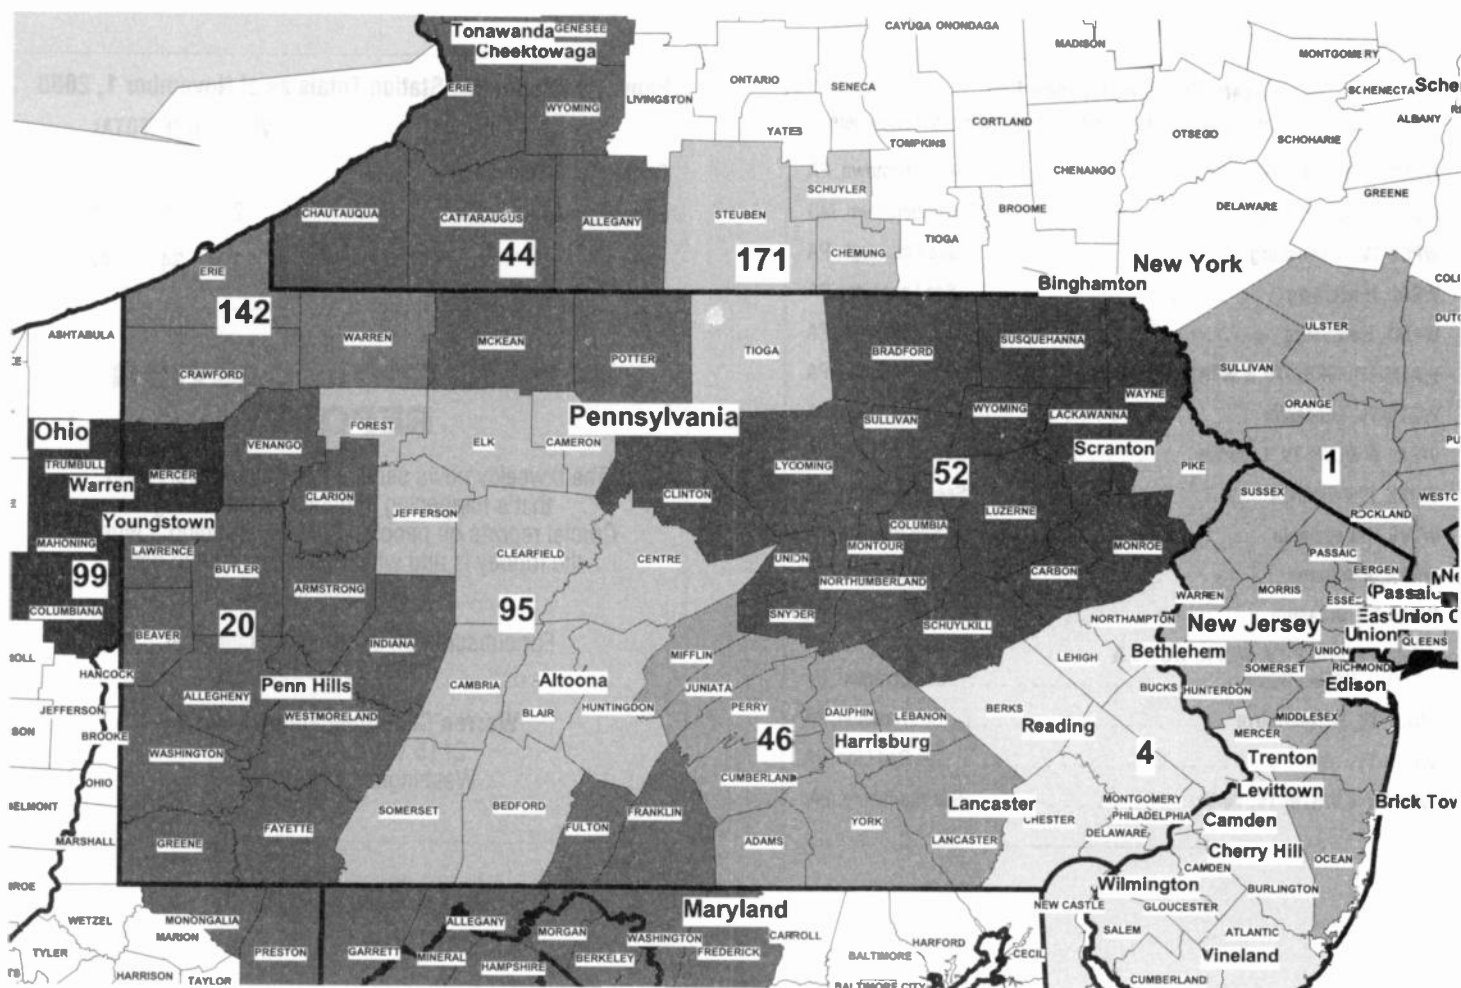 Tonawanda
GENESEE
Cheektowaga
CAYUGA
ONONDAGA
MADISON
MONTGOMERY
ERIE
WYOMING
LIVINGSTON
ONTARIO
SENECA
SCHENECTA
Scher
YATES
CORTLAND
OTSEGO
ALBANY
TOMPKINS
SCHOHARIE
CHENANGO
SCHUYLER
GREENE
CHAUTAUQUA
CATTARAUGUS
ALLEGANY
STEUBEN
BROOME
DELAWARE
TIOGA
44
171
CHEMUNG
New York
ERIE
Binghamton
142
ASHTABULA
WARREN
MCKEAN
POTTER
TIOGA
BRADFORD
SUSQUEHANNA
ULSTER
DUTC
CRAWFORD
SULLIVAN
WAYNE
ORANGE
Pennsylvania
SULLIVAN
WYOMING
LACKAWANNA
Ohio
VENANGO
FOREST
ELK
CAMERON
Scranton
TRUMBULL
MERCER
LYCOMING
52
PIKE
1
Warren
CLARION
JEFFERSON
CLINTON
SUSSEX
WESTC
Youngstown
LUZERNE
ROCKLAND
MAHONING
LAWRENCE
CLEARFIELD
CENTRE
COLUMBIA
MONTOUR
MONROE
PASSAIC
99
BUTLER
ARMSTRONG
UNION
NORTHUMBERLAND
CARBON
MORRIS
WARREN
Passaic
COLUMBIANA
20
95
SNYDER
SCHUYLKILL
NORTHAMPTON
New Jersey
Union C
BEAVER
INDIANA
Union
QUEENS
MIFFLIN
LEHIGH
Bethlehem
UNION
SOMERSET
RICHMOND
HANCOCK
ALLEGHENY
Penn Hills
CAMBRIA
Altoona
JUNIATA
BUCKS
HUNTERDON
Edison
JEFFERSON
WESTMORELAND
BLAIR
HUNTINGDON
PERRY
DAUPHIN
LEBANON
BERKS
Reading
MIDDLESEX
BROOKE
WASHINGTON
46
Harrisburg
4
MERCER
Trenton
OHIO
CUMBERLAND
Levittown
BELMONT
SOMERSET
BEDFORD
FULTON
FRANKLIN
YORK
Lancaster
CHESTER
MONTGOMERY
PHILADELPHIA
Brick Tow
Camden
MARSHALL
GREENE
FAYETTE
ADAMS
LANCASTER
DELAWARE
Cherry Hill
OCEAN
CAMDEN
Wilmington
BURLINGTON
WETZEL
MONONGALIA
ALLEGANY
Maryland
NEW CASTLE
GLOUCESTER
MARION
MORGAN
WASHINGTON
CARROLL
HARFORD
SALEM
ATLANTIC
TYLER
PRESTON
GARRETT
MINERAL
BERKELEY
FREDERICK
BALTIMORE
CECIL
Vineland
HARRISON
TAYLOR
HAMPSHIRE
BALTIMORE CITY
CUMBERLAND